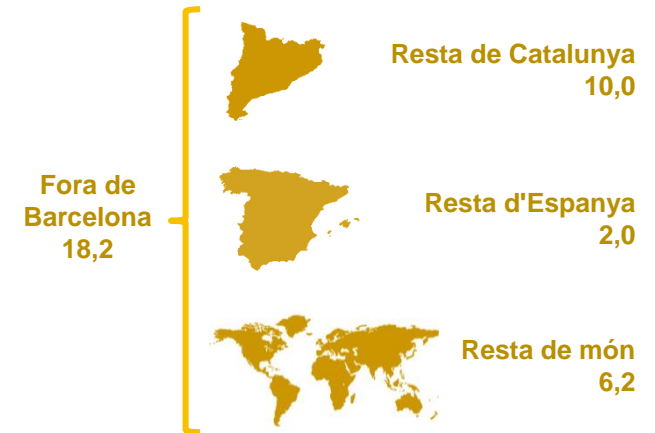 Fora de
Barcelona
18,2
Resta de Catalunya
10,0
Resta d'Espanya
2,0
Resta de món
6,2